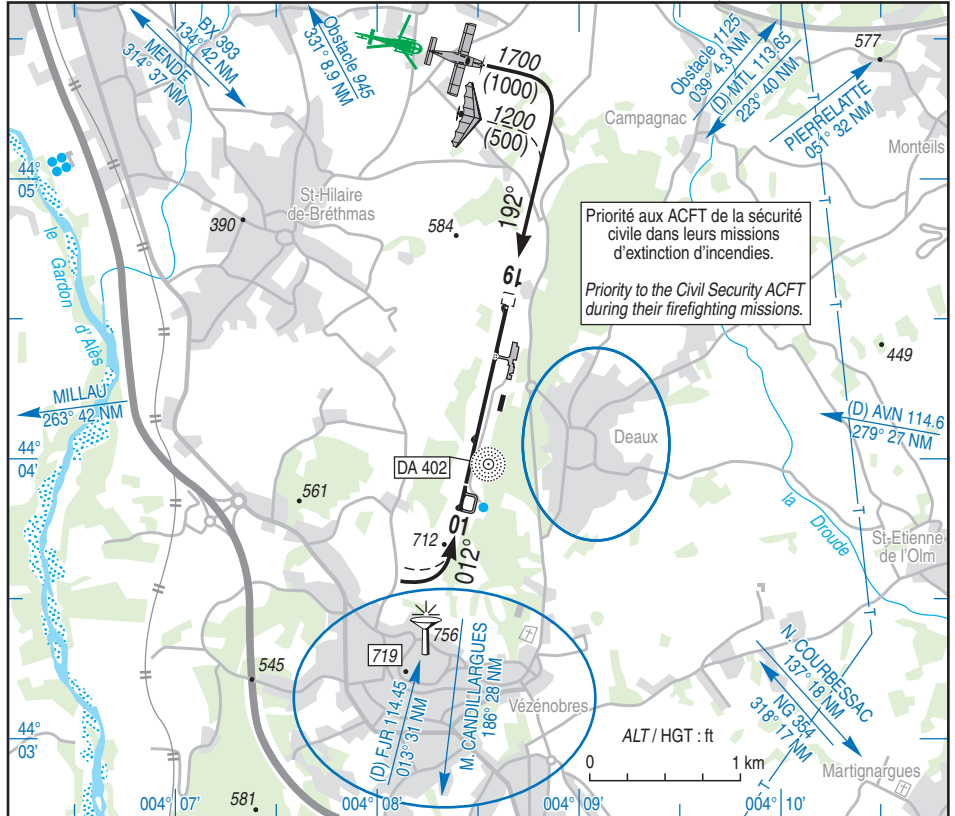 BX 393
134° 42 NM
MENDE
314° 37 NM
Obstacle 945
331° 8.9 NM
1700
(1000)
1200
(500)
Obstacle 1125
039° 4.31 NM
(D) MTL 113.65
223° 40 NM
577
PIERRELATTE
051° 32 NM
Campagnac
Monteils
44°
05'
St-Hilaire
de-Bréthmas
390
584
192°
19
Priorité aux ACFT de la sécurité
civile dans leurs missions
d'extinction d'incendies.
Priority to the Civil Security ACFT
during their firefighting missions.
le Gardon d'Alès
449
MILLAU
263° 42 NM
(D) AVN 114.6
279° 27 NM
Deaux
44°
04'
DA 402
561
01
012°
712
la Droude
St-Etienne
de l'Olm
T
T
T
T
T
756
719
545
(D) FJR 114.45
013° 31 NM
M. CANDILLARGUES
186° 28 NM
Vézénobres
N. COURBESSAC
137° 18 NM
NG 354
318° 17 NM
44°
03'
ALT / HGT : ft
0 1 km
Martignargues
581
004° 07'
004° 08'
004° 09'
004° 10'